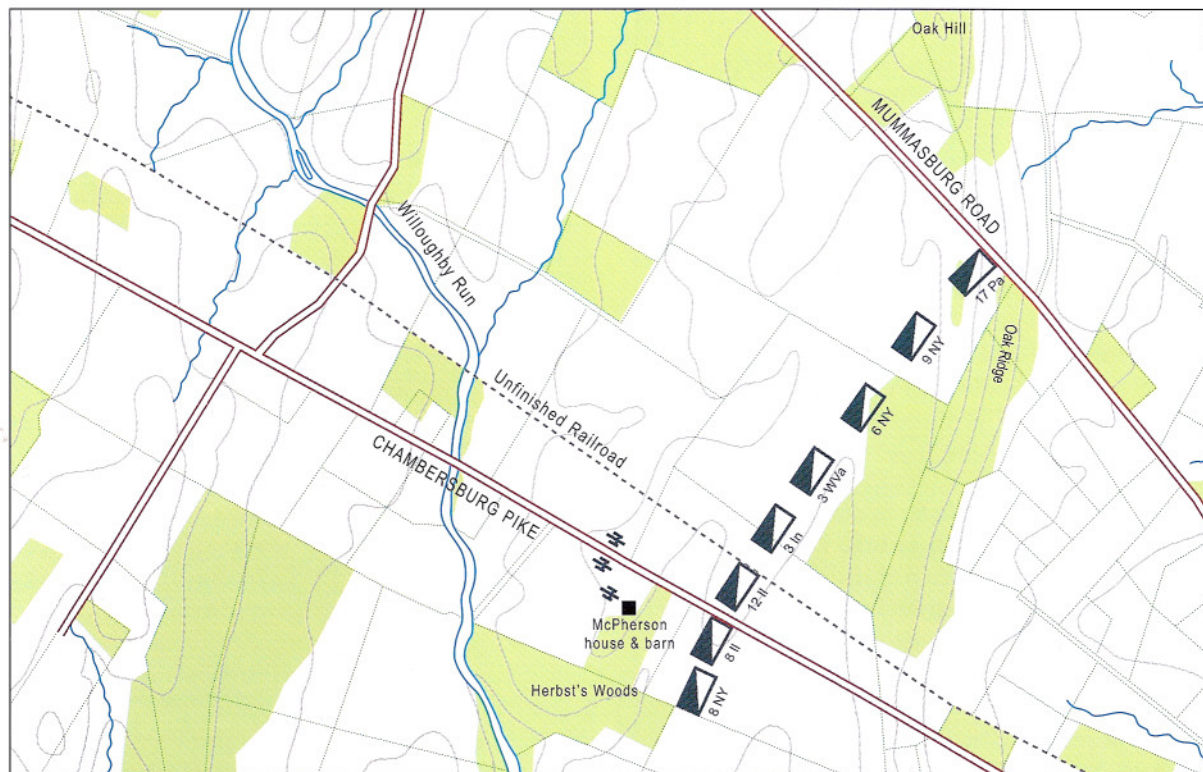 Oak Hill
MUMMASBURG ROAD
Willoughby Run
17 Pa
9 NY
Oak Ridge
6 NY
Unfinished Railroad
CHAMBERSBURG PIKE
3 WVa
3 In
12 Il
McPherson
house & barn
8 Il
Herbst's Woods
8 NY